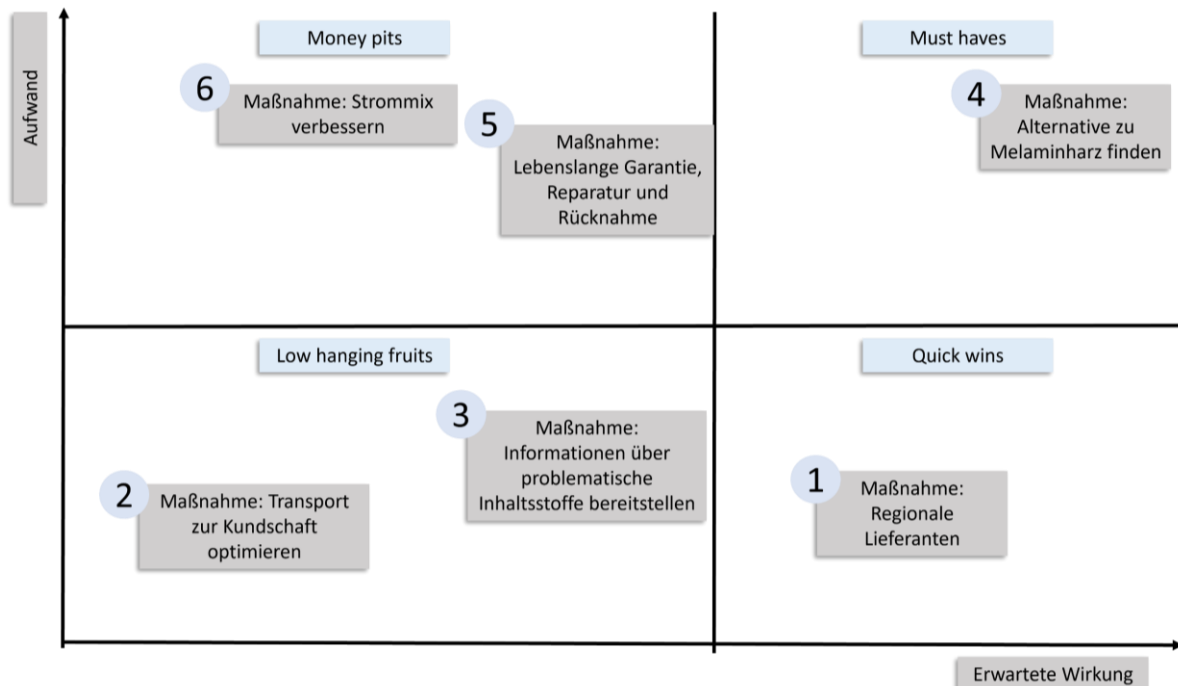 Aufwand
Money pits
Must haves
6
Maßnahme: Strommix
verbessern
5
Maßnahme:
Lebenslange Garantie,
Reparatur und
Rücknahme
4
Maßnahme:
Alternative zu
Melaminharz finden
Low hanging fruits
Quick wins
3
Maßnahme:
Informationen über
problematische
Inhaltsstoffe bereitstellen
2
Maßnahme: Transport
zur Kundschaft
optimieren
1
Maßnahme:
Regionale
Lieferanten
Erwartete Wirkung